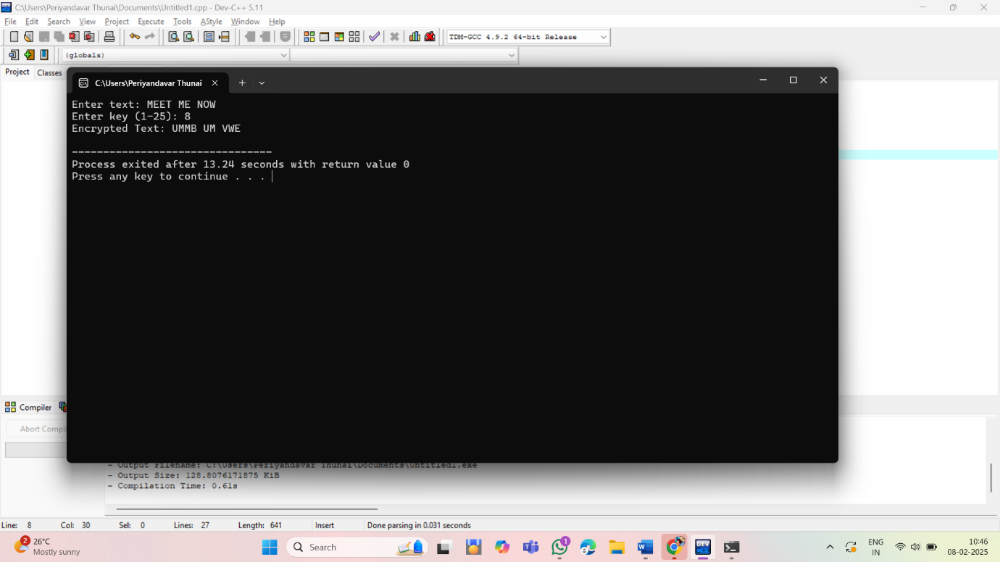 C:\Users\Periyandavar Thunai\Documents\Untitled1.cpp - Dev-C++ 5.11
File Edit Search View Project Execute Tools AStyle Window Help
TDM-GCC 4.9.2 64-bit Release
(globals)
Project Classes
C:\Users\Periyandavar Thunai
Enter text: MEET ME NOW
Enter key (1-25): 8
Encrypted Text: UMMB UM VWE
--------------------------------
Process exited after 13.24 seconds with return value 0
Press any key to continue . . .
Compiler
Abort Compil
- Output Filename: C:\Users\Periyandavar Thunai\Documents\Untitled1.exe
- Output Size: 128.8076171875 KiB
- Compilation Time: 0.61s
Line: 8 Col: 30 Sel: 0 Lines: 27 Length: 641 Insert Done parsing in 0.031 seconds
2 26°C
Mostly sunny
Search
1
DEV
ENG
IN
10:46
08-02-2025